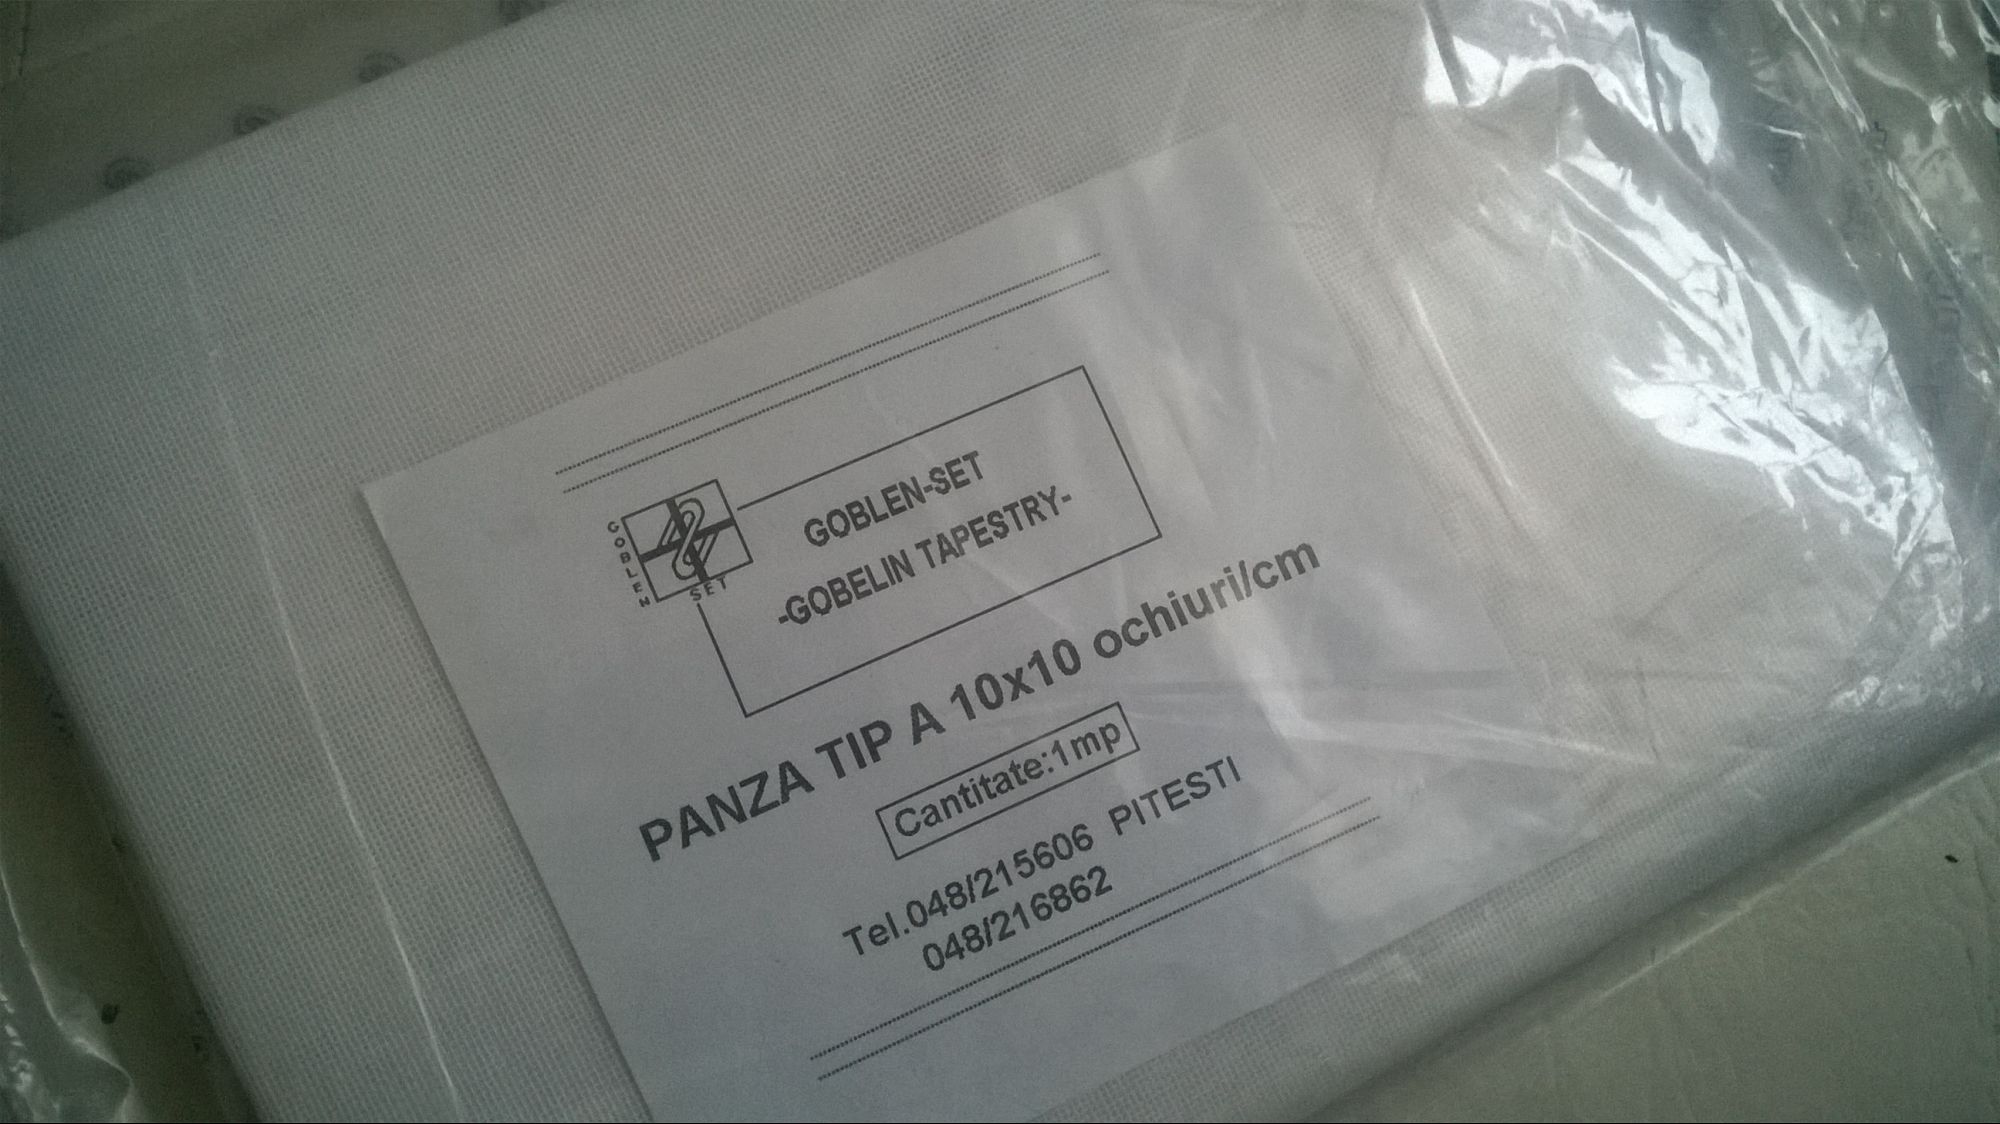 GOBLEN
SET
GOBLEN-SET
-GOBELIN TAPESTRY-
PANZA TIP A 10x10 ochiuri/cm
Cantitate:1mp
Tel.048/215606 PITESTI
048/216862